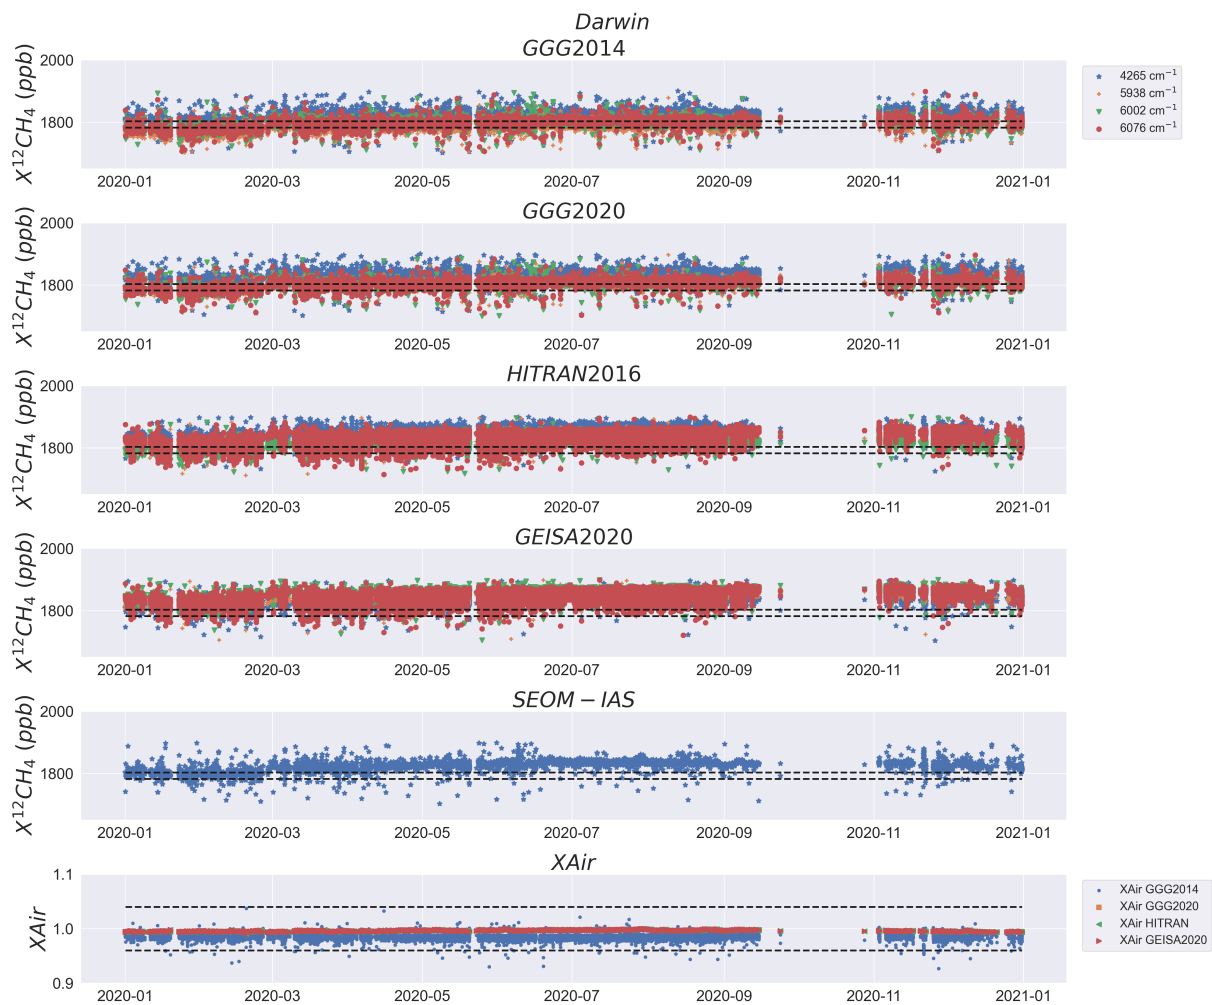 Darwin
GGG2014
X¹²CH₄ (ppb)
2000
1800
2020-01 2020-03 2020-05 2020-07 2020-09 2020-11 2021-01
4265 cm⁻¹
5938 cm⁻¹
6002 cm⁻¹
6076 cm⁻¹
GGG2020
X¹²CH₄ (ppb)
2000
1800
2020-01 2020-03 2020-05 2020-07 2020-09 2020-11 2021-01
HITRAN2016
X¹²CH₄ (ppb)
2000
1800
2020-01 2020-03 2020-05 2020-07 2020-09 2020-11 2021-01
GEISA2020
X¹²CH₄ (ppb)
2000
1800
2020-01 2020-03 2020-05 2020-07 2020-09 2020-11 2021-01
SEOM − IAS
X¹²CH₄ (ppb)
2000
1800
2020-01 2020-03 2020-05 2020-07 2020-09 2020-11 2021-01
XAir
XAir
1.1
1.0
0.9
2020-01 2020-03 2020-05 2020-07 2020-09 2020-11 2021-01
XAir GGG2014
XAir GGG2020
XAir HITRAN
XAir GEISA2020